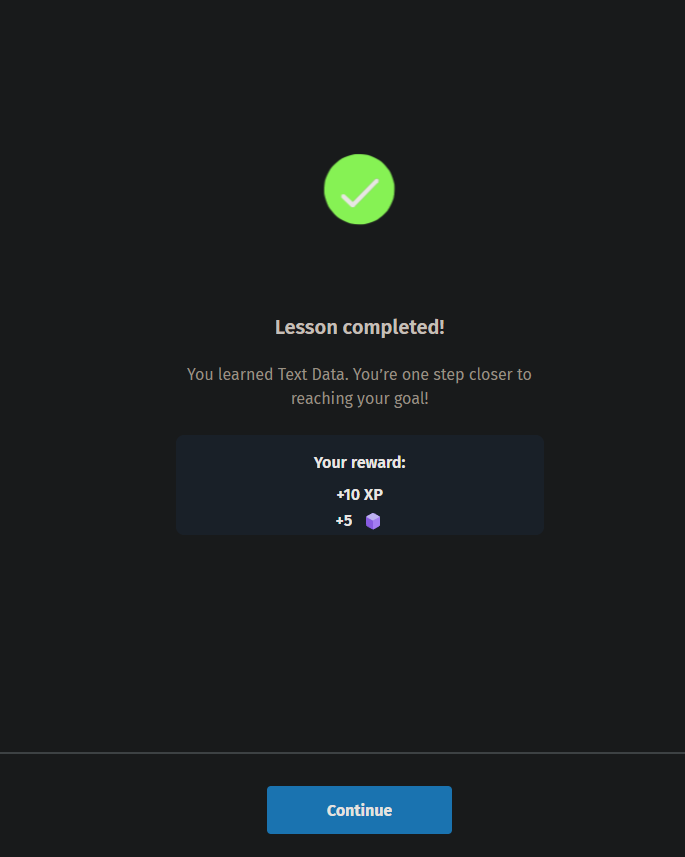 Lesson completed!
You learned Text Data. You're one step closer to
reaching your goal!
Your reward:
+10 XP
+5
Continue